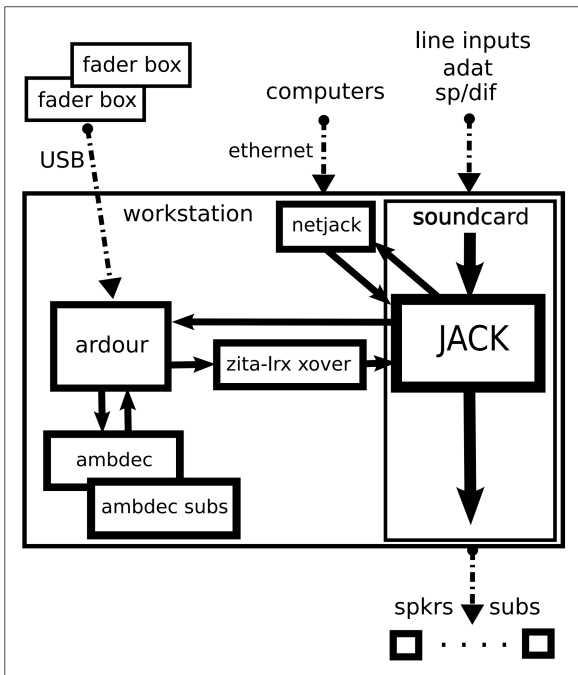 fader box
fader box
USB
computers
ethernet
line inputs
adat
sp/dif
workstation
netjack
soundcard
ardour
zita-lrx xover
JACK
ambdec
ambdec subs
spkrs subs